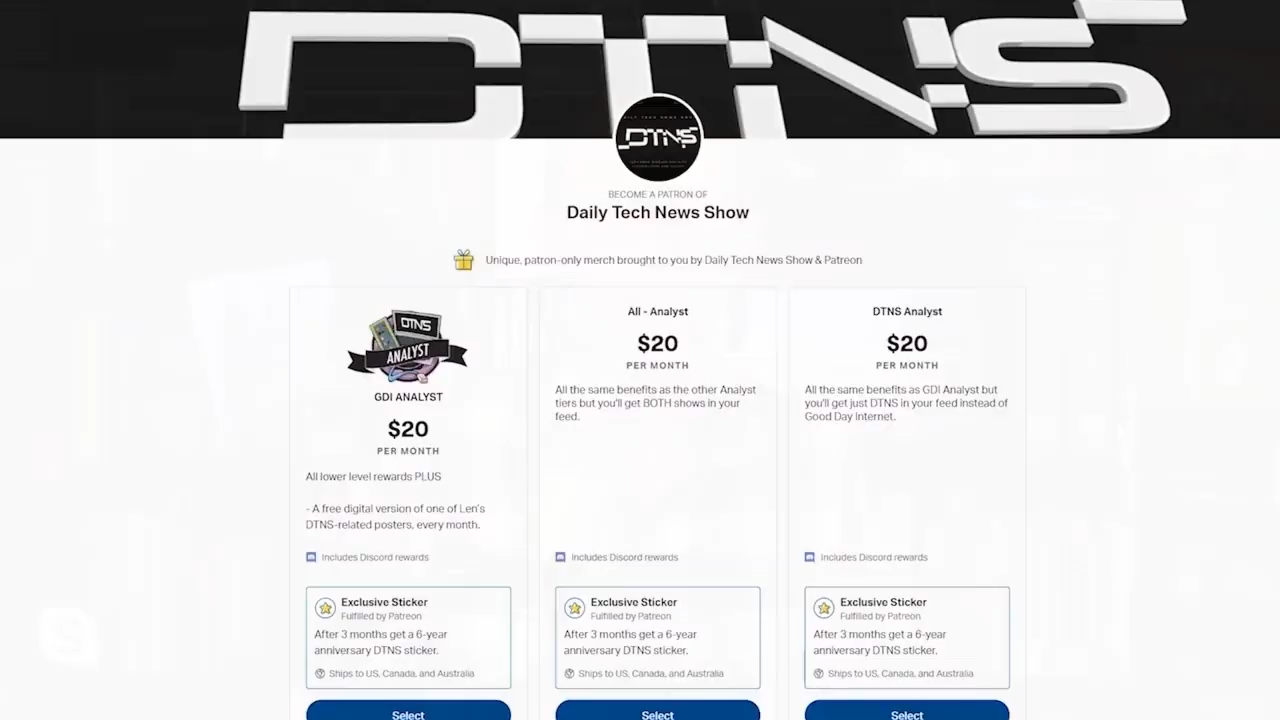 DTNS
DAILY TECH NEWS SHOW
DTNS
BECOME A PATRON OF
Daily Tech News Show
Unique, patron-only merch brought to you by Daily Tech News Show & Patreon
DTNS
ANALYST
GDI ANALYST
$20
PER MONTH
All lower level rewards PLUS
- A free digital version of one of Len's
DTNS-related posters, every month.
Includes Discord rewards
Exclusive Sticker
Fulfilled by Patreon
After 3 months get a 6-year
anniversary DTNS sticker.
Ships to US, Canada, and Australia
Select
All - Analyst
$20
PER MONTH
All the same benefits as the other Analyst
tiers but you'll get BOTH shows in your
feed.
Includes Discord rewards
Exclusive Sticker
Fulfilled by Patreon
After 3 months get a 6-year
anniversary DTNS sticker.
Ships to US, Canada, and Australia
Select
DTNS Analyst
$20
PER MONTH
All the same benefits as GDI Analyst but
you'll get just DTNS in your feed instead of
Good Day Internet.
Includes Discord rewards
Exclusive Sticker
Fulfilled by Patreon
After 3 months get a 6-year
anniversary DTNS sticker.
Ships to US, Canada, and Australia
Select